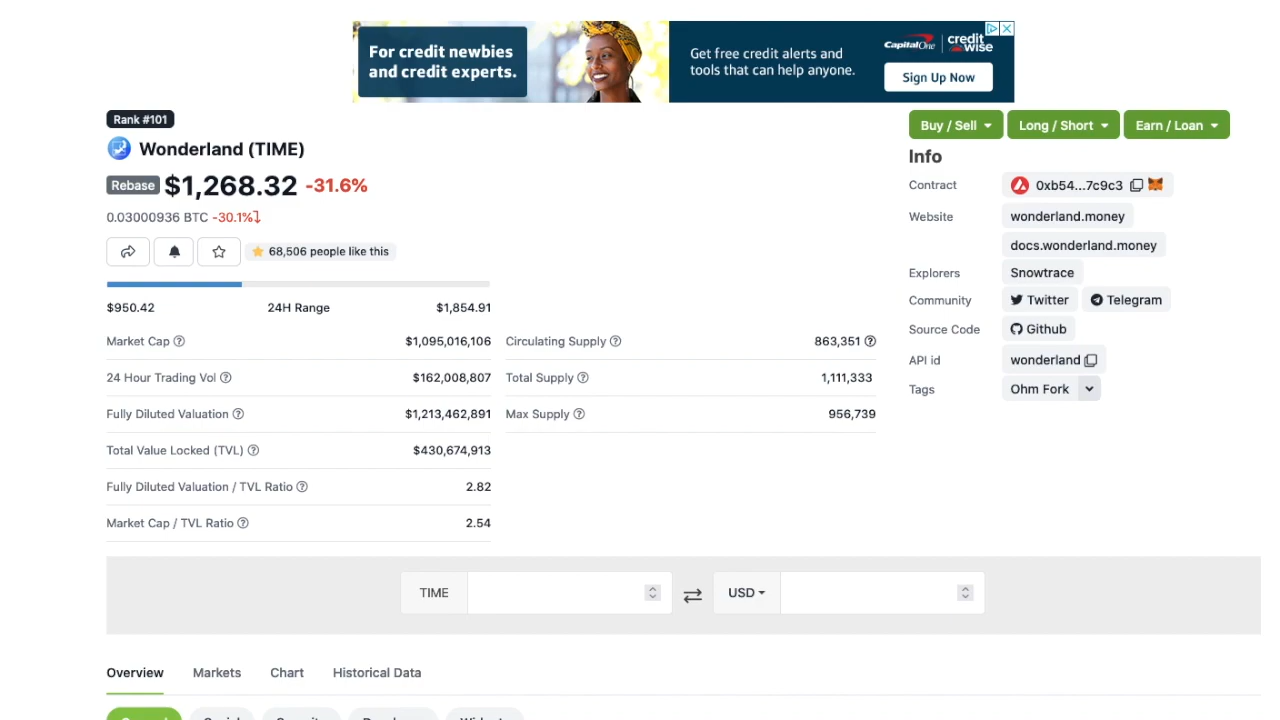 For credit newbies
and credit experts.
Get free credit alerts and
tools that can help anyone.
Capital One
credit wise
Sign Up Now
Rank #101
Wonderland (TIME)
Rebase $1,268.32 -31.6%
0.03000936 BTC -30.1%
68,506 people like this
$950.42 24H Range $1,854.91
Market Cap $1,095,016,106
24 Hour Trading Vol $162,008,807
Fully Diluted Valuation $1,213,462,891
Total Value Locked (TVL) $430,674,913
Fully Diluted Valuation / TVL Ratio 2.82
Market Cap / TVL Ratio 2.54
Circulating Supply 863,351
Total Supply 1,111,333
Max Supply 956,739
Buy / Sell Long / Short Earn / Loan
Info
Contract 0xb54...7c9c3
Website wonderland.money
docs.wonderland.money
Explorers Snowtrace
Community Twitter Telegram
Source Code Github
API id wonderland
Tags Ohm Fork
TIME USD
Overview Markets Chart Historical Data